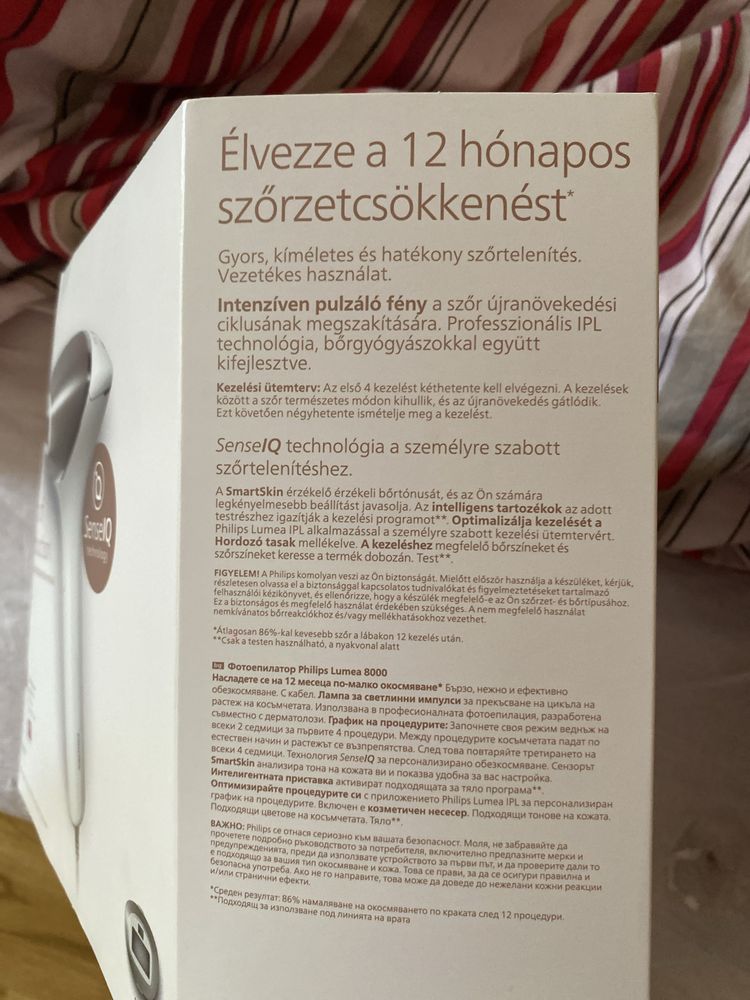 Élvezze a 12 hónapos
szőrzetcsökkenést*
Gyors, kíméletes és hatékony szőrtelenítés.
Vezetékes használat.
Intenzíven pulzáló fény a szőr újranövekedési
ciklusának megszakítására. Professzionális IPL
technológia, bőrgyógyászokkal együtt
kifejlesztve.
Kezelési ütemterv: Az első 4 kezelést kéthetente kell elvégezni. A kezelések
között a szőr természetes módon kihullik, és az újranövekedés gátlódik.
Ezt követően négyhetente ismételje meg a kezelést.
SenseIQ technológia a személyre szabott
szőrtelenítéshez.
A SmartSkin érzékelő érzékeli bőrtónusát, és az Ön számára
legkényelmesebb beállítást javasolja. Az intelligens tartozékok az adott
testrészhez igazítják a kezelési programot**. Optimalizálja kezelését a
Philips Lumea IPL alkalmazással a személyre szabott kezelési ütemtervért.
Hordozó tasak mellékelve. A kezeléshez megfelelő bőrszíneket és
szőrszíneket keresse a termék dobozán. Test**.
FIGYELEM! A Philips komolyan veszi az Ön biztonságát. Mielőtt először használja a készüléket, kérjük,
részletesen olvassa el a biztonsággal kapcsolatos tudnivalókat és figyelmeztetéseket tartalmazó
felhasználói kézikönyvet, és ellenőrizze, hogy a készülék megfelelő-e az Ön szőrzet- és bőrtípusához.
Ez a biztonságos és megfelelő használat érdekében szükséges. A nem megfelelő használat
nemkívánatos bőrreakciókhoz és/vagy mellékhatásokhoz vezethet.
*Átlagosan 86%-kal kevesebb szőr a lábakon 12 kezelés után.
**Csak a testen használható, a nyakvonal alatt
bg Фотоепилатор Philips Lumea 8000
Насладете се на 12 месеца по-малко окосмяване* Бързо, нежно и ефективно
обезкосмяване. С кабел. Лампа за светлинни импулси за прекъсване на цикъла на
растеж на косъмчетата. Използвана в професионалната фотоепилация, разработена
съвместно с дерматолози. График на процедурите: Започнете своя режим веднъж на
всеки 2 седмици за първите 4 процедури. Между процедурите косъмчетата падат по
естествен начин и растежът се възпрепятства. След това повтаряйте третирането на
всеки 4 седмици. Технология SenseIQ за персонализирано обезкосмяване. Сензорът
SmartSkin анализира тона на кожата ви и показва удобна за вас настройка.
Интелигентната приставка активират подходящата за тяло програма**.
Оптимизирайте процедурите си с приложението Philips Lumea IPL за персонализиран
график на процедурите. Включен е козметичен несесер. Подходящи тонове на кожата.
Подходящи цветове на косъмчетата. Тяло**.
ВАЖНО: Philips се отнася сериозно към вашата безопасност. Моля, не забравяйте да
прочетете подробно ръководството за потребителя, включително предпазните мерки и
предупрежденията, преди да използвате устройството за първи път, и да проверите дали то
е подходящо за вашия тип окосмяване и кожа. Това се прави, за да се осигури правилна и
безопасна употреба. Ако не го направите, това може да доведе до нежелани кожни реакции
и/или странични ефекти.
*Среден резултат: 86% намаляване на окосмяването по краката след 12 процедури.
**Подходящ за използване под линията на врата
SenseIQ
technology